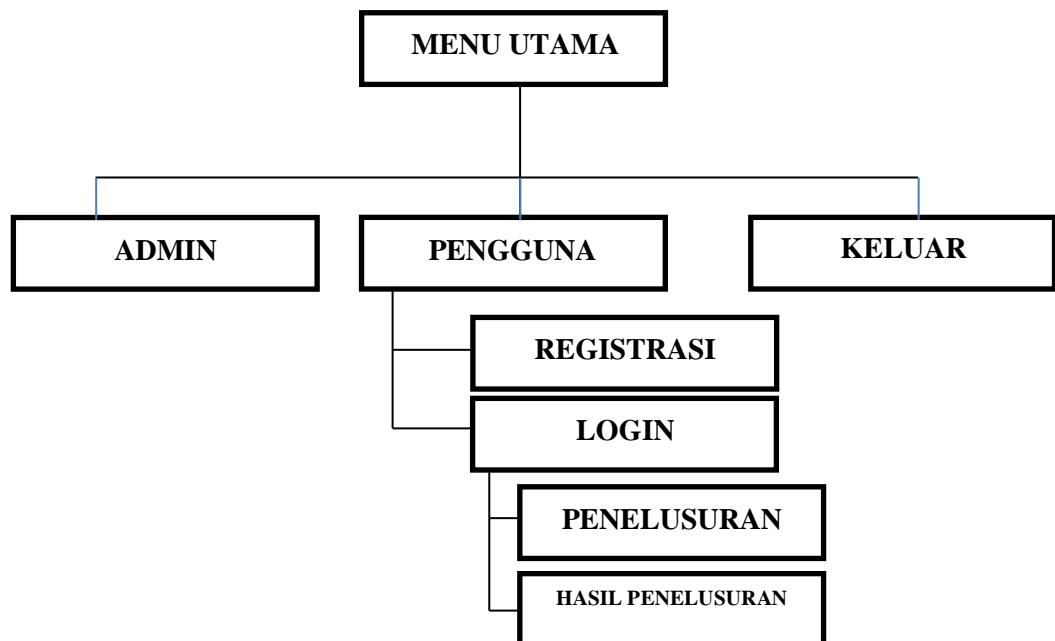 MENU UTAMA
ADMIN
PENGGUNA
KELUAR
REGISTRASI
LOGIN
PENELUSURAN
HASIL PENELUSURAN